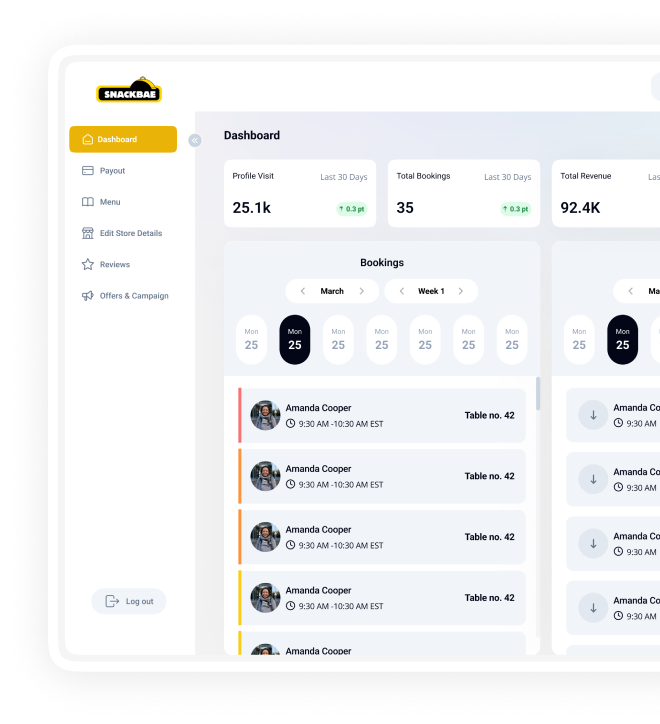 SNACKBAE
Dashboard
Payout
Menu
Edit Store Details
Reviews
Offers & Campaign
Log out
Dashboard
Profile Visit Last 30 Days
25.1k ↑ 0.3 pt
Total Bookings Last 30 Days
35 ↑ 0.3 pt
Total Revenue Las
92.4K
Bookings
< March > < Week 1 >
Mon Mon Mon Mon Mon Mon Mon
25 25 25 25 25 25 25
Amanda Cooper
9:30 AM -10:30 AM EST
Table no. 42
Amanda Cooper
9:30 AM -10:30 AM EST
Table no. 42
Amanda Cooper
9:30 AM -10:30 AM EST
Table no. 42
Amanda Cooper
9:30 AM -10:30 AM EST
Table no. 42
Amanda Cooper
< Ma
Mon Mon
25 25
Amanda Co
9:30 AM
Amanda Co
9:30 AM
Amanda Co
9:30 AM
Amanda Co
9:30 AM